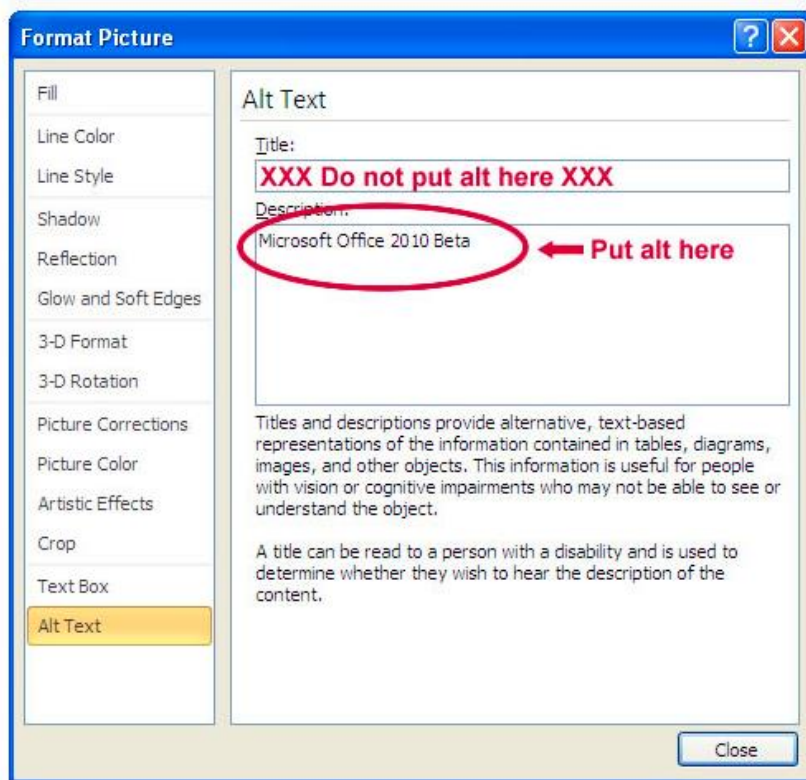 Format Picture
Fill
Line Color
Line Style
Shadow
Reflection
Glow and Soft Edges
3-D Format
3-D Rotation
Picture Corrections
Picture Color
Artistic Effects
Crop
Text Box
Alt Text
Alt Text
Title:
XXX Do not put alt here XXX
Description:
Microsoft Office 2010 Beta
Put alt here
Titles and descriptions provide alternative, text-based
representations of the information contained in tables, diagrams,
images, and other objects. This information is useful for people
with vision or cognitive impairments who may not be able to see or
understand the object.
A title can be read to a person with a disability and is used to
determine whether they wish to hear the description of the
content.
Close